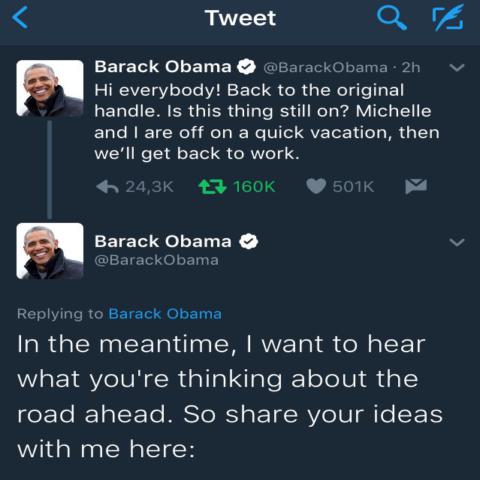 Tweet
Barack Obama @BarackObama · 2h
Hi everybody! Back to the original
handle. Is this thing still on? Michelle
and I are off on a quick vacation, then
we’ll get back to work.
24,3K 160K 501K
Barack Obama
@BarackObama
Replying to Barack Obama
In the meantime, I want to hear
what you're thinking about the
road ahead. So share your ideas
with me here: